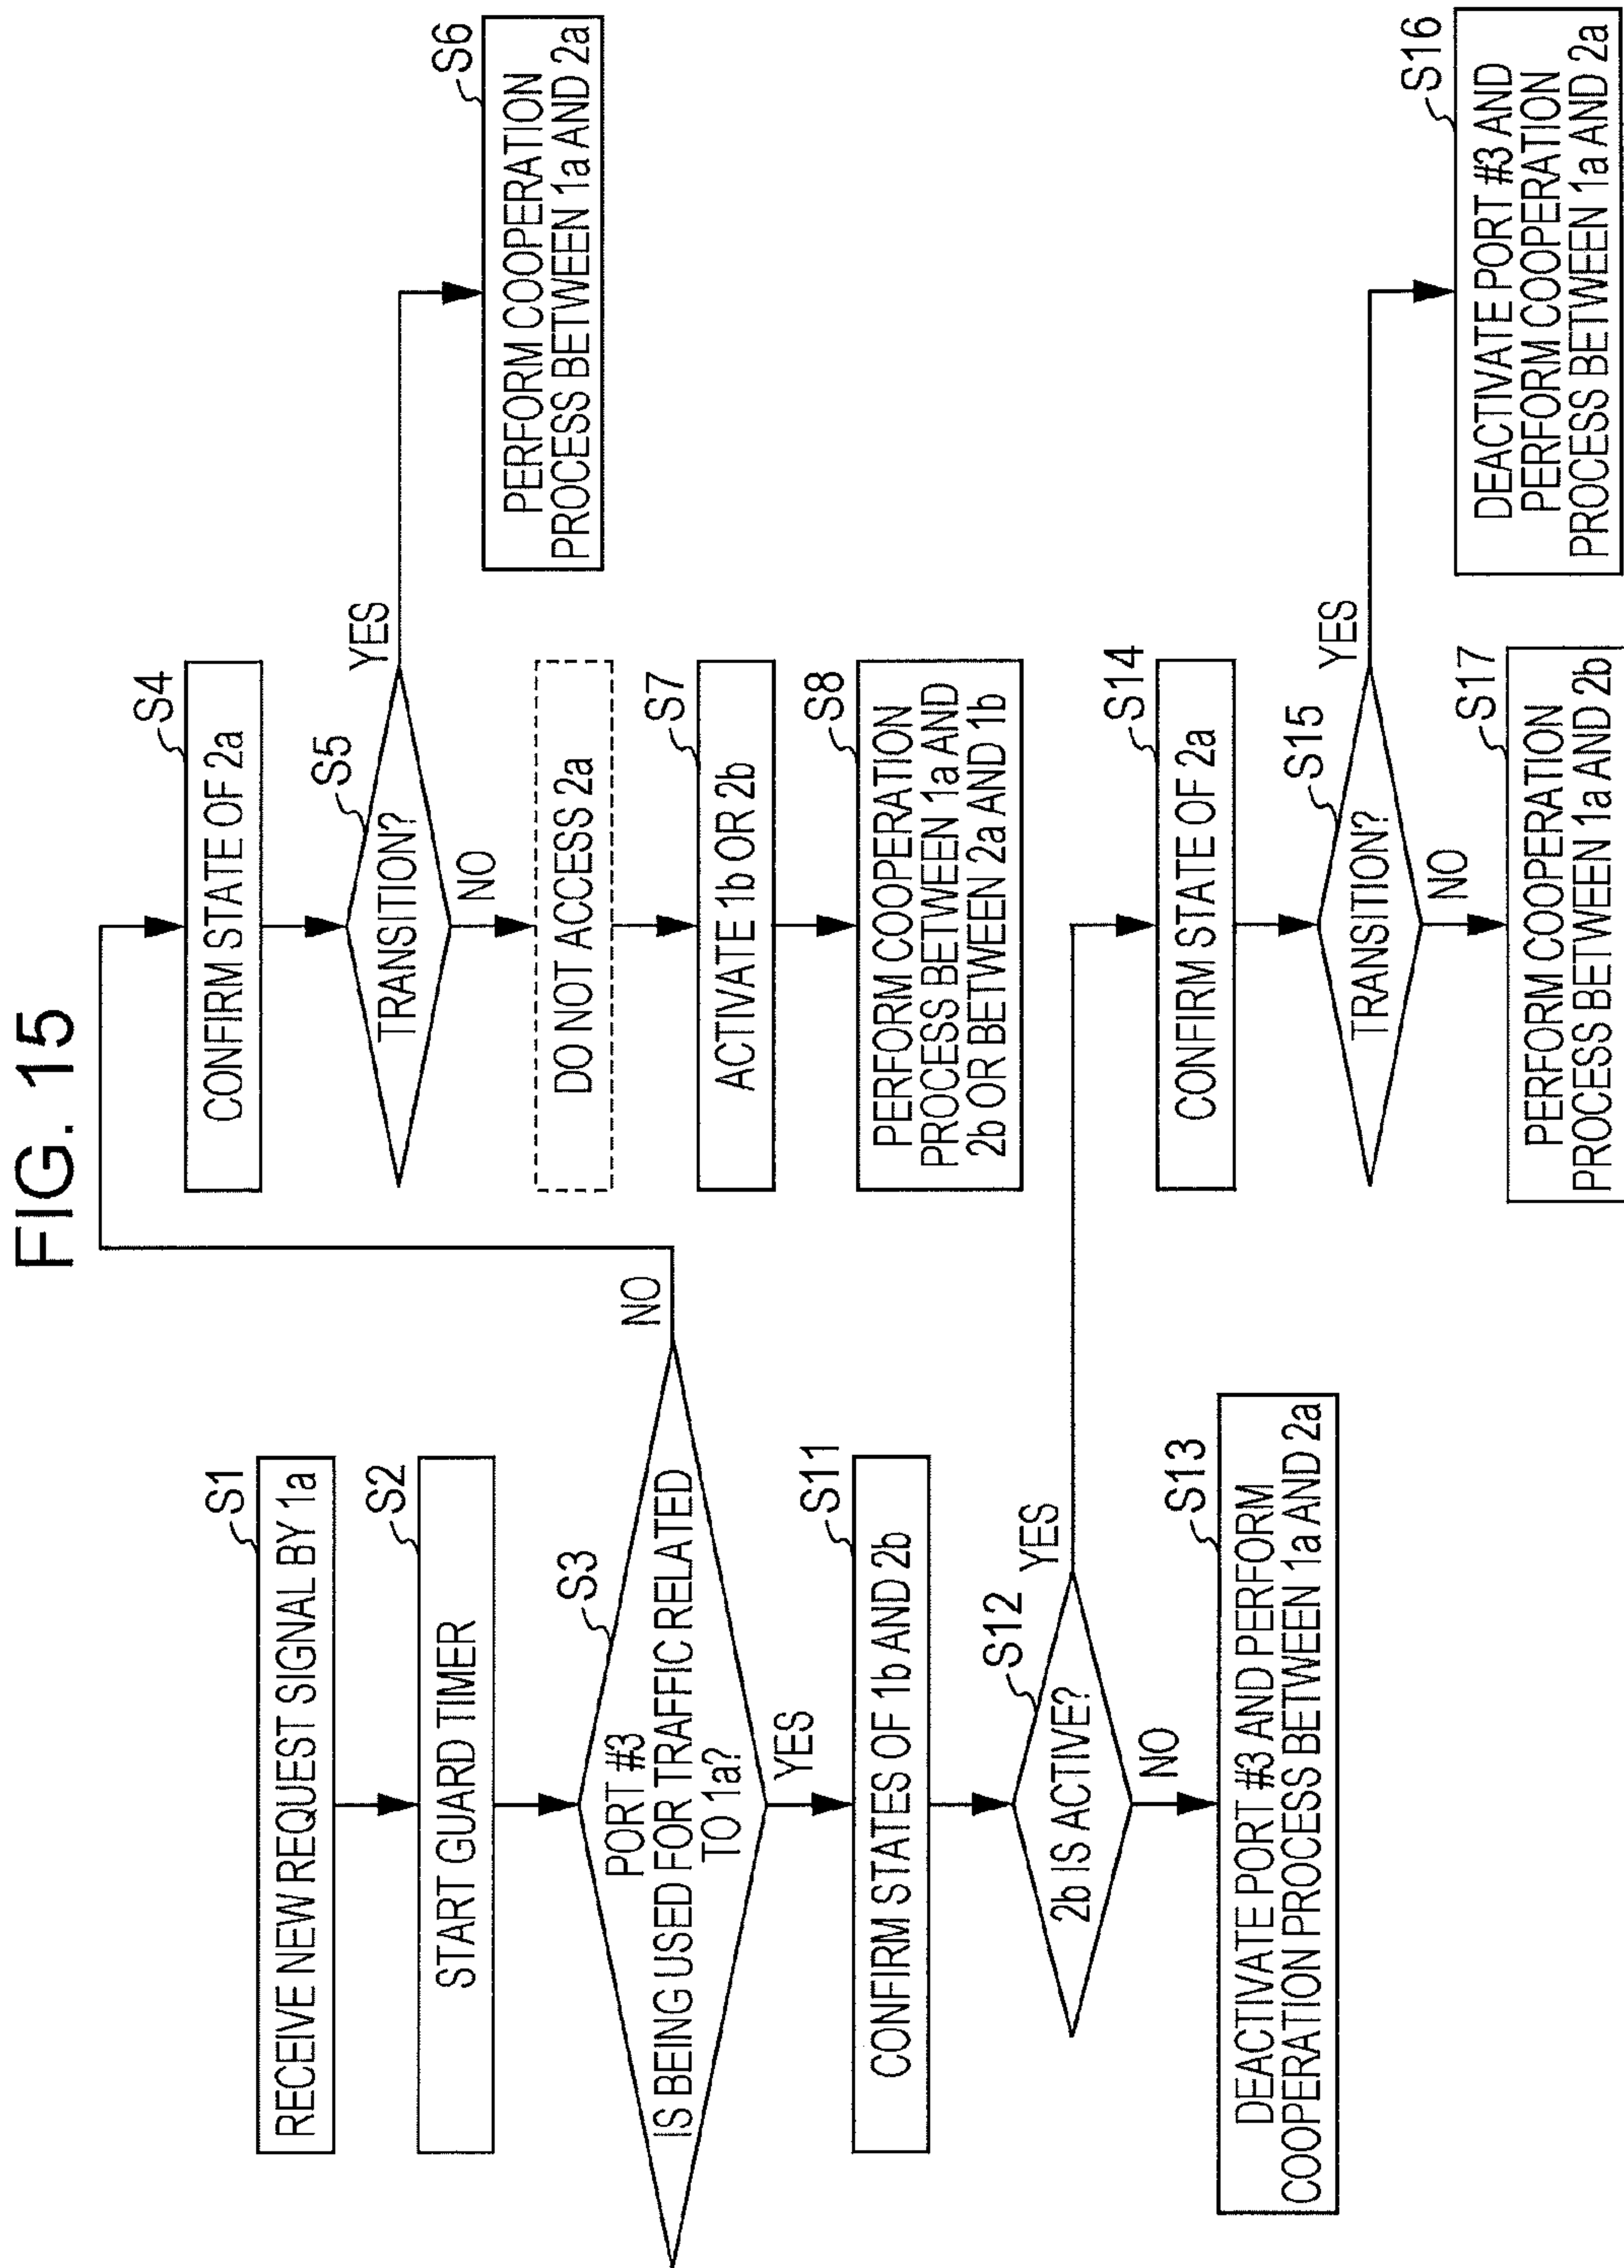 FIG. 15
S1
RECEIVE NEW REQUEST SIGNAL BY 1a
S2
START GUARD TIMER
S3
PORT #3
IS BEING USED FOR TRAFFIC RELATED
TO 1a?
NO
YES
S4
CONFIRM STATE OF 2a
S5
TRANSITION?
YES
NO
S6
PERFORM COOPERATION
PROCESS BETWEEN 1a AND 2a
DO NOT ACCESS 2a
S7
ACTIVATE 1b OR 2b
S8
PERFORM COOPERATION
PROCESS BETWEEN 1a AND
2b OR BETWEEN 2a AND 1b
S11
CONFIRM STATES OF 1b AND 2b
S12
2b IS ACTIVE?
YES
NO
S13
DEACTIVATE PORT #3 AND PERFORM
COOPERATION PROCESS BETWEEN 1a AND 2a
S14
CONFIRM STATE OF 2a
S15
TRANSITION?
YES
NO
S16
DEACTIVATE PORT #3 AND
PERFORM COOPERATION
PROCESS BETWEEN 1a AND 2a
S17
PERFORM COOPERATION
PROCESS BETWEEN 1a AND 2b